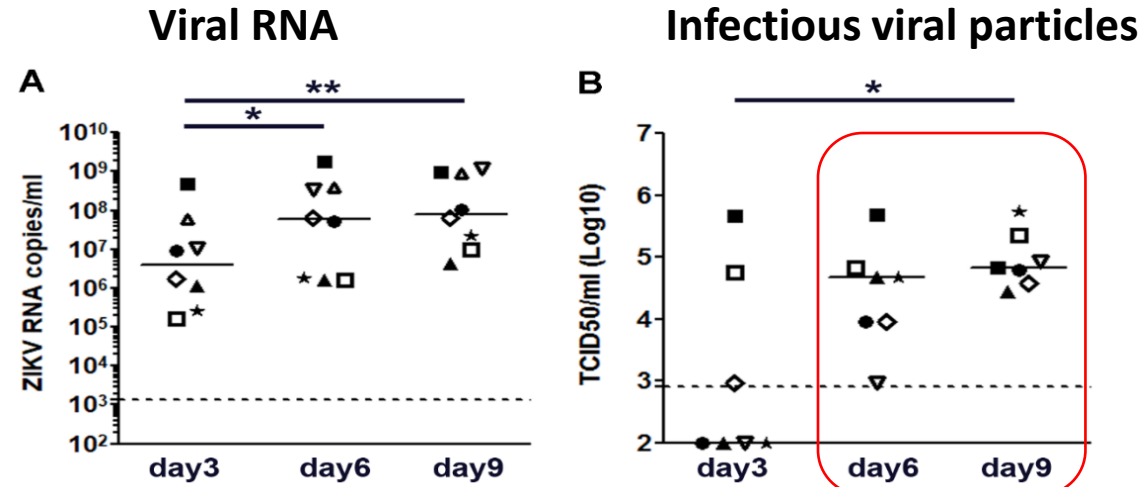 Viral RNA
Infectious viral particles
A
**
*
ZIKV RNA copies/ml
10¹⁰
10⁹
10⁸
10⁷
10⁶
10⁵
10⁴
10³
10²
day3
day6
day9
B
*
TCID50/ml (Log10)
7
6
5
4
3
2
day3
day6
day9